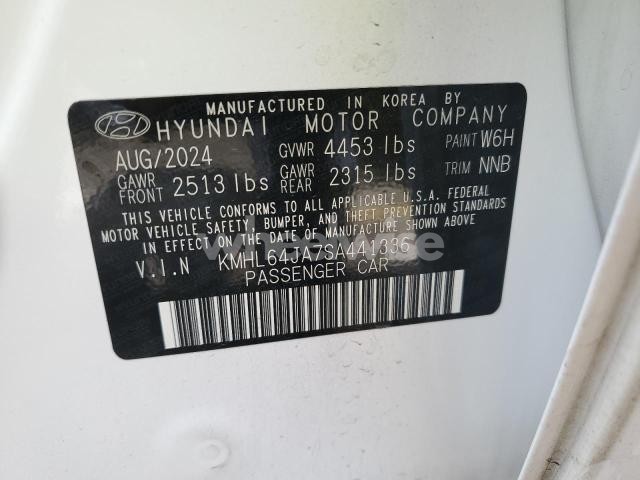 MANUFACTURED IN KOREA BY
HYUNDAI MOTOR COMPANY
AUG/2024 GVWR 4453 lbs PAINT W6H
GAWR FRONT 2513 lbs GAWR REAR 2315 lbs TRIM NNB
THIS VEHICLE CONFORMS TO ALL APPLICABLE U.S.A. FEDERAL
MOTOR VEHICLE SAFETY, BUMPER, AND THEFT PREVENTION STANDARDS
IN EFFECT ON THE DATE OF MANUFACTURE SHOWN ABOVE.
V.I.N KMHL64JA7SA441336
PASSENGER CAR